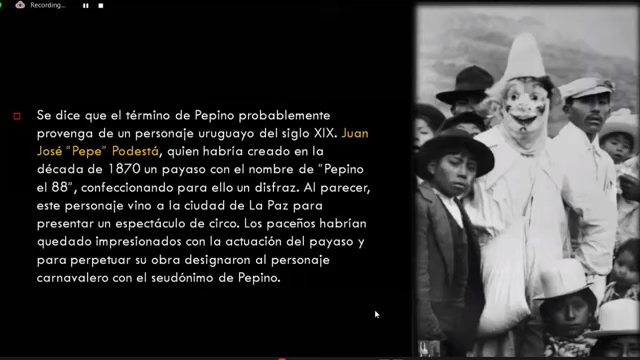 Recording...
Se dice que el término de Pepino probablemente
provenga de un personaje uruguayo del siglo XIX. Juan
José "Pepe" Podestá, quien habría creado en la
década de 1870 un payaso con el nombre de "Pepino
el 88", confeccionando para ello un disfraz. Al parecer,
este personaje vino a la ciudad de La Paz para
presentar un espectáculo de circo. Los paceños habrían
quedado impresionados con la actuación del payaso y
para perpetuar su obra designaron al personaje
carnavalero con el seudónimo de Pepino.